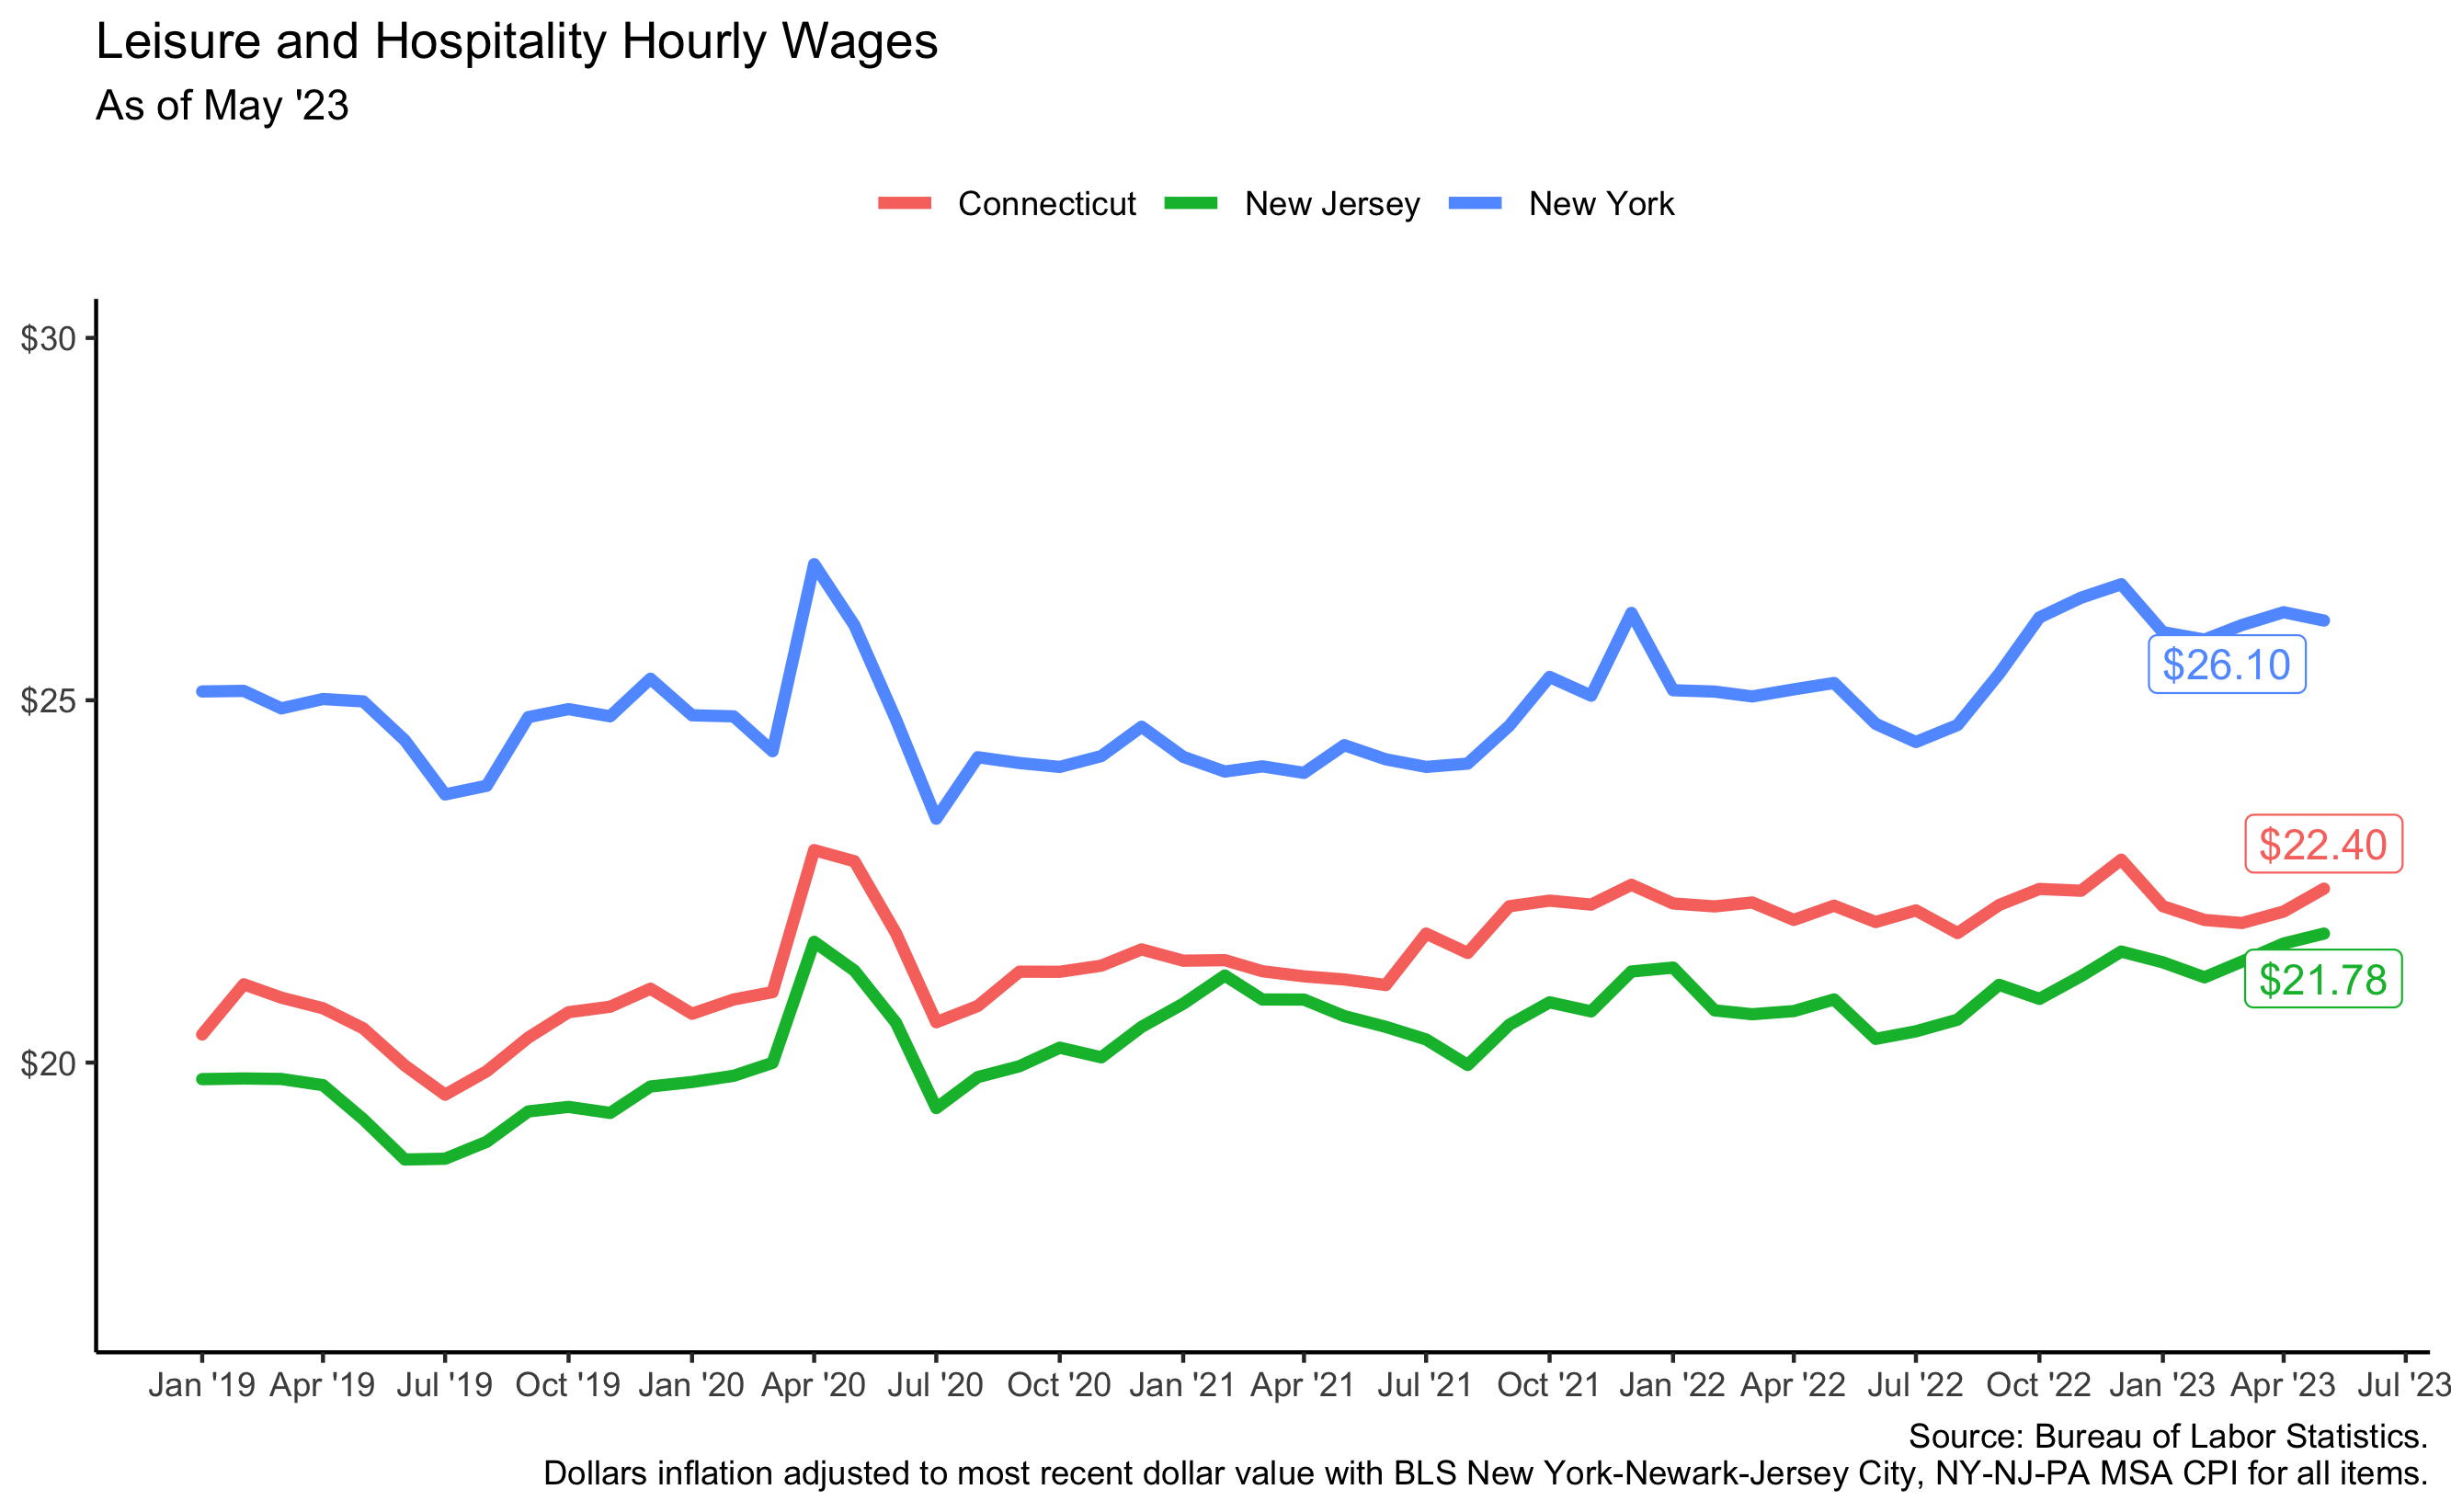 Leisure and Hospitality Hourly Wages
As of May '23
Connecticut New Jersey New York
$30
$25
$20
$26.10
$22.40
$21.78
Jan '19 Apr '19 Jul '19 Oct '19 Jan '20 Apr '20 Jul '20 Oct '20 Jan '21 Apr '21 Jul '21 Oct '21 Jan '22 Apr '22 Jul '22 Oct '22 Jan '23 Apr '23 Jul '23
Source: Bureau of Labor Statistics.
Dollars inflation adjusted to most recent dollar value with BLS New York-Newark-Jersey City, NY-NJ-PA MSA CPI for all items.